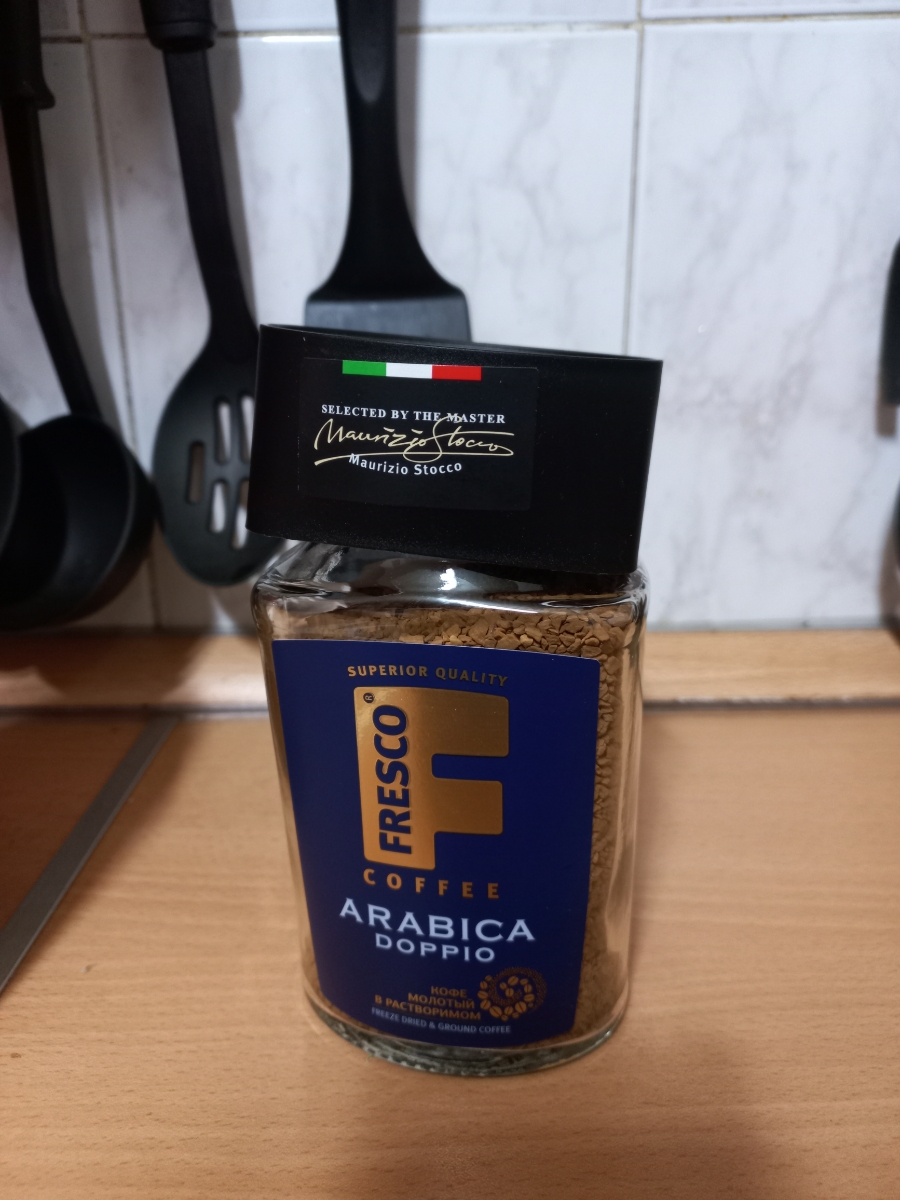 SELECTED BY THE MASTER
Maurizio Stocco
Maurizio Stocco
SUPERIOR QUALITY
®
FRESCO
COFFEE
ARABICA
DOPPIO
КОФЕ
МОЛОТЫЙ
В РАСТВОРИМОМ
FREEZE DRIED & GROUND COFFEE